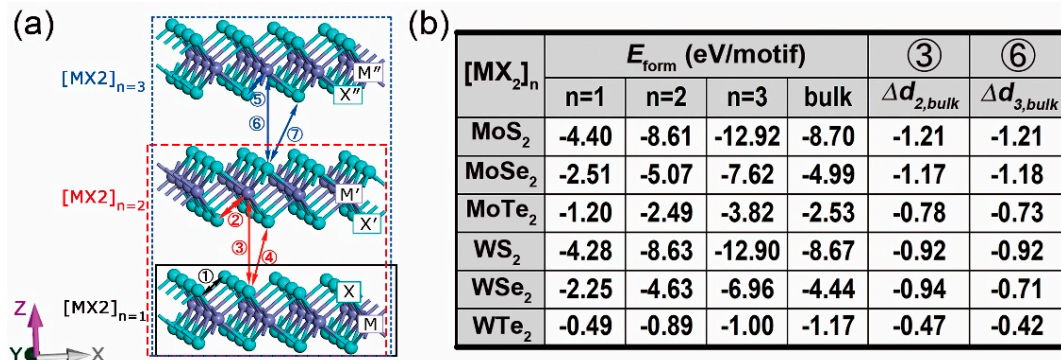 (a)
[MX2]n=3
M″
X″
⑤
⑥
⑦
[MX2]n=2
M′
X′
②
③
④
①
[MX2]n=1
X
M
Z
Y
X
(b)
[MX₂]ₙ E_form (eV/motif) ③ ⑥
n=1 n=2 n=3 bulk Δd2,bulk Δd3,bulk
MoS₂ -4.40 -8.61 -12.92 -8.70 -1.21 -1.21
MoSe₂ -2.51 -5.07 -7.62 -4.99 -1.17 -1.18
MoTe₂ -1.20 -2.49 -3.82 -2.53 -0.78 -0.73
WS₂ -4.28 -8.63 -12.90 -8.67 -0.92 -0.92
WSe₂ -2.25 -4.63 -6.96 -4.44 -0.94 -0.71
WTe₂ -0.49 -0.89 -1.00 -1.17 -0.47 -0.42